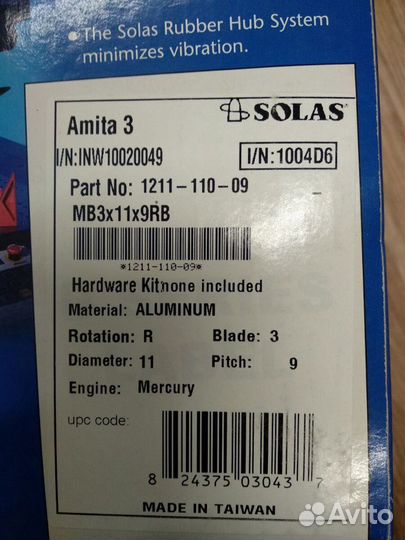 • The Solas Rubber Hub System
minimizes vibration.
SOLAS
Amita 3
I/N:INW10020049
I/N:1004D6
Part No: 1211-110-09
MB3x11x9RB
*1211-110-09*
Hardware Kit:none included
Material: ALUMINUM
Rotation: R Blade: 3
Diameter: 11 Pitch: 9
Engine: Mercury
upc code:
8 24375 03043 7
MADE IN TAIWAN
Avito